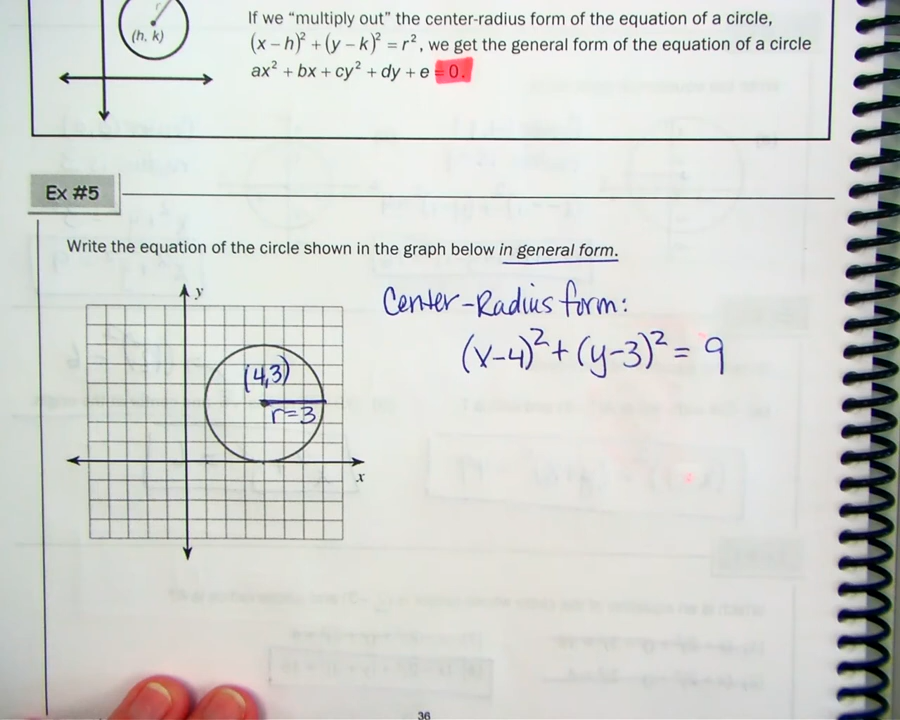 r
(h, k)
If we “multiply out” the center-radius form of the equation of a circle,
(x – h)² + (y – k)² = r², we get the general form of the equation of a circle
ax² + bx + cy² + dy + e = 0.
Ex #5
Write the equation of the circle shown in the graph below in general form.
y
Center-Radius form:
(x-4)² + (y-3)² = 9
(4,3)
r=3
x
36